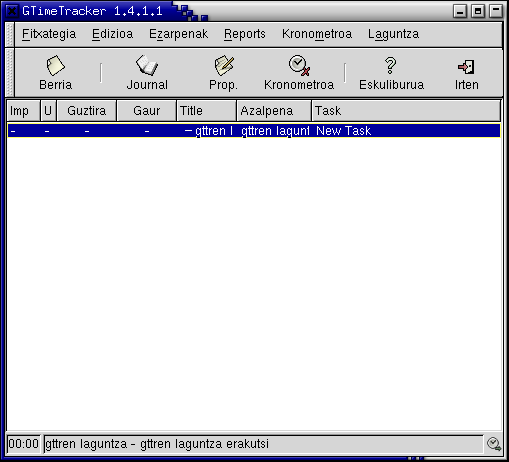 GTimeTracker 1.4.1.1
Fitxategia Edizioa Ezarpenak Reports Kronometroa Laguntza
Berria Journal Prop. Kronometroa Eskuliburua Irten
Imp U Guztira Gaur Title Azalpena Task
- - - - gttren l gttren lagunt New Task
00:00 gttren laguntza - gttren laguntza erakutsi